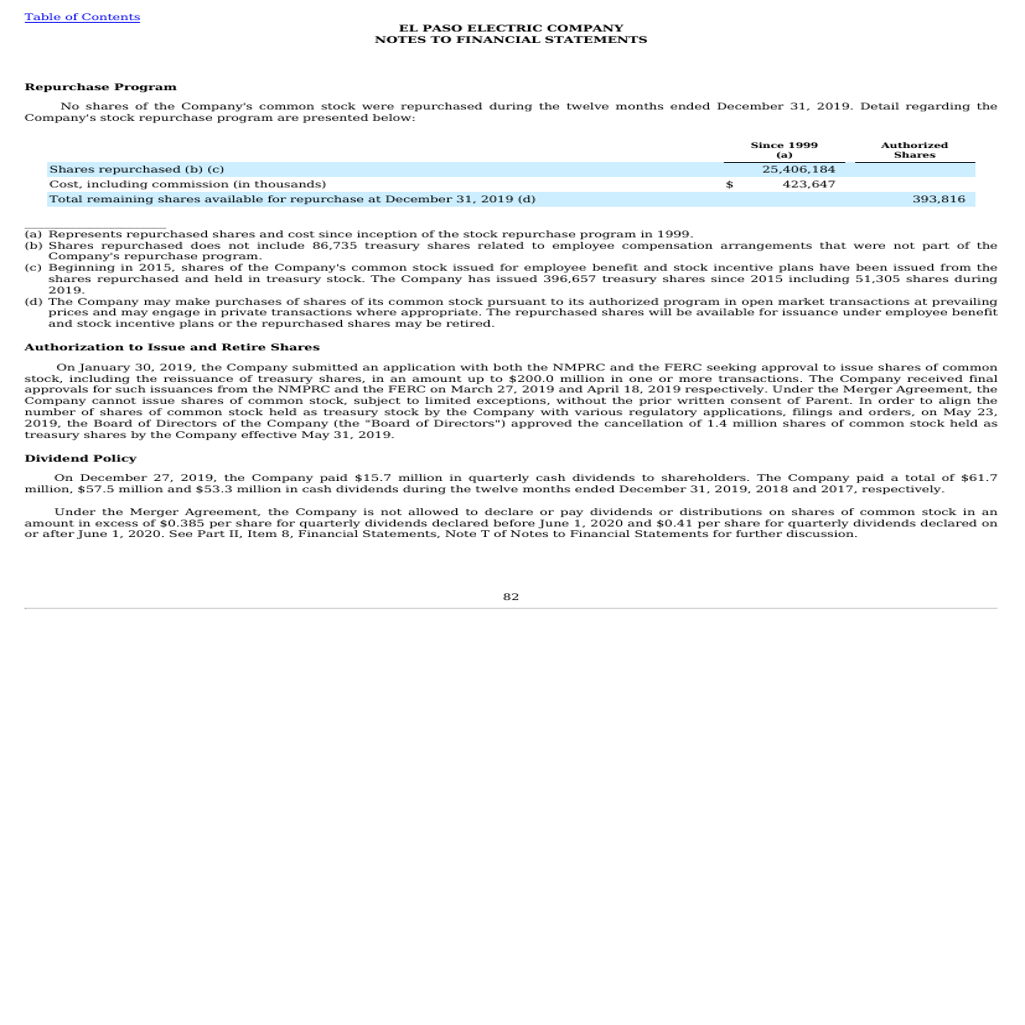 Table of Contents
EL PASO ELECTRIC COMPANY
NOTES TO FINANCIAL STATEMENTS
Repurchase Program
No shares of the Company's common stock were repurchased during the twelve months ended December 31, 2019. Detail regarding the
Company's stock repurchase program are presented below:
Since 1999 Authorized
(a) Shares
Shares repurchased (b) (c) 25,406,184
Cost, including commission (in thousands) $ 423,647
Total remaining shares available for repurchase at December 31, 2019 (d) 393,816
(a) Represents repurchased shares and cost since inception of the stock repurchase program in 1999.
(b) Shares repurchased does not include 86,735 treasury shares related to employee compensation arrangements that were not part of the
Company's repurchase program.
(c) Beginning in 2015, shares of the Company's common stock issued for employee benefit and stock incentive plans have been issued from the
shares repurchased and held in treasury stock. The Company has issued 396,657 treasury shares since 2015 including 51,305 shares during
2019.
(d) The Company may make purchases of shares of its common stock pursuant to its authorized program in open market transactions at prevailing
prices and may engage in private transactions where appropriate. The repurchased shares will be available for issuance under employee benefit
and stock incentive plans or the repurchased shares may be retired.
Authorization to Issue and Retire Shares
On January 30, 2019, the Company submitted an application with both the NMPRC and the FERC seeking approval to issue shares of common
stock, including the reissuance of treasury shares, in an amount up to $200.0 million in one or more transactions. The Company received final
approvals for such issuances from the NMPRC and the FERC on March 27, 2019 and April 18, 2019 respectively. Under the Merger Agreement, the
Company cannot issue shares of common stock, subject to limited exceptions, without the prior written consent of Parent. In order to align the
number of shares of common stock held as treasury stock by the Company with various regulatory applications, filings and orders, on May 23,
2019, the Board of Directors of the Company (the "Board of Directors") approved the cancellation of 1.4 million shares of common stock held as
treasury shares by the Company effective May 31, 2019.
Dividend Policy
On December 27, 2019, the Company paid $15.7 million in quarterly cash dividends to shareholders. The Company paid a total of $61.7
million, $57.5 million and $53.3 million in cash dividends during the twelve months ended December 31, 2019, 2018 and 2017, respectively.
Under the Merger Agreement, the Company is not allowed to declare or pay dividends or distributions on shares of common stock in an
amount in excess of $0.385 per share for quarterly dividends declared before June 1, 2020 and $0.41 per share for quarterly dividends declared on
or after June 1, 2020. See Part II, Item 8, Financial Statements, Note T of Notes to Financial Statements for further discussion.
82